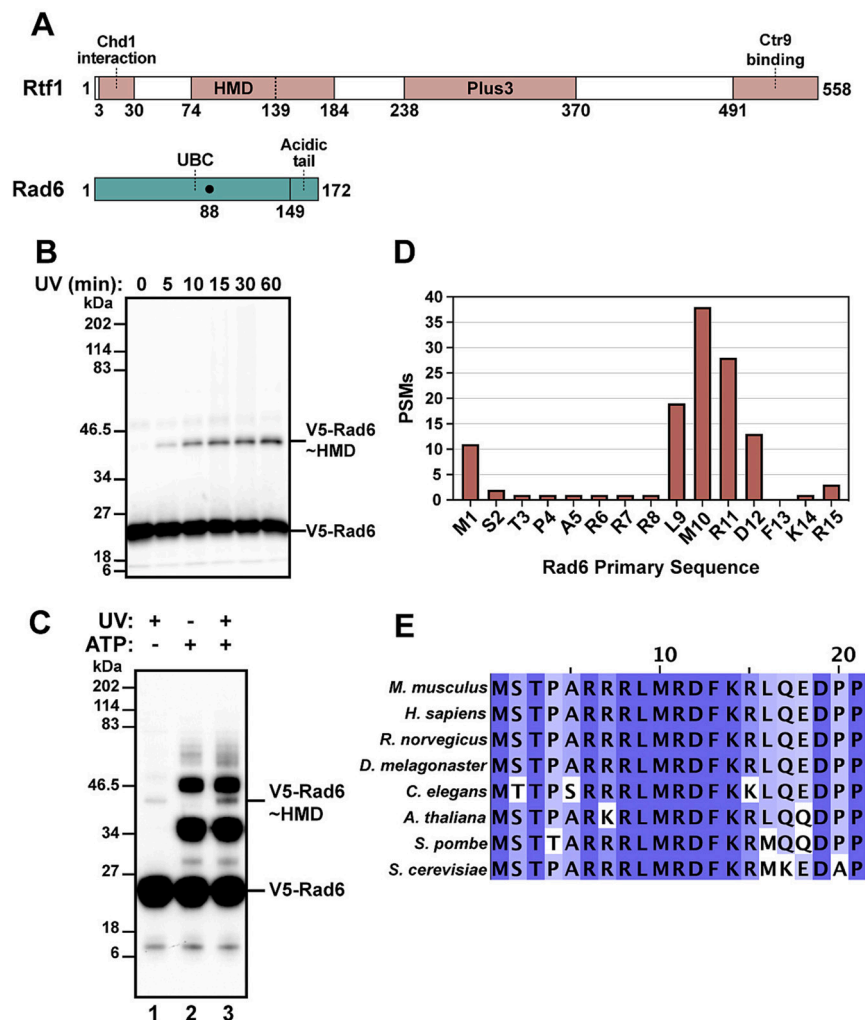 A
Chd1
interaction
Ctr9
binding
Rtf1
1
HMD
Plus3
558
3 30 74 139 184 238 370 491
Acidic
tail
UBC
Rad6
1
172
88 149
B
UV (min): 0 5 10 15 30 60
kDa
202
114
83
46.5
34
27
18
6
V5-Rad6
~HMD
V5-Rad6
D
40
35
30
25
20
15
10
5
0
PSMs
M1 S2 T3 P4 A5 R6 R7 R8 L9 M10 R11 D12 F13 K14 R15
Rad6 Primary Sequence
C
UV: + - +
ATP: - + +
kDa
202
114
83
46.5
34
27
18
6
V5-Rad6
~HMD
V5-Rad6
1 2 3
E
10 20
M. musculus MSTPARRRLMRDFKRLQEDPP
H. sapiens MSTPARRRLMRDFKRLQEDPP
R. norvegicus MSTPARRRLMRDFKRLQEDPP
D. melagonaster MSTPARRRLMRDFKRLQEDPP
C. elegans MTTPSRRRLMRDFKKLQEDPP
A. thaliana MSTPARKRLMRDFKRLQQDPP
S. pombe MSTTARRRLMRDFKRMQQDPP
S. cerevisiae MSTPARRRLMRDFKRMKEDAP